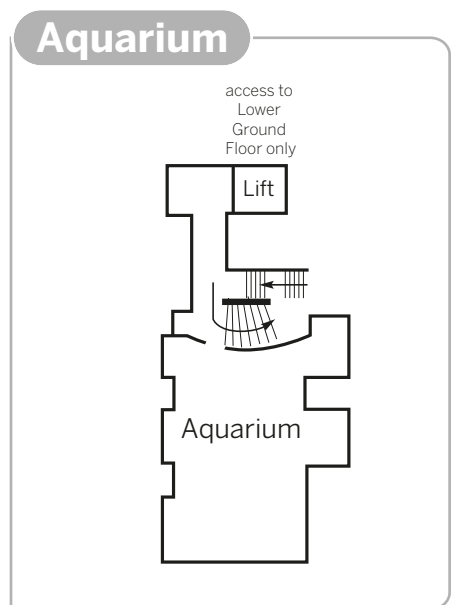 Aquarium
access to
Lower
Ground
Floor only
Lift
Aquarium